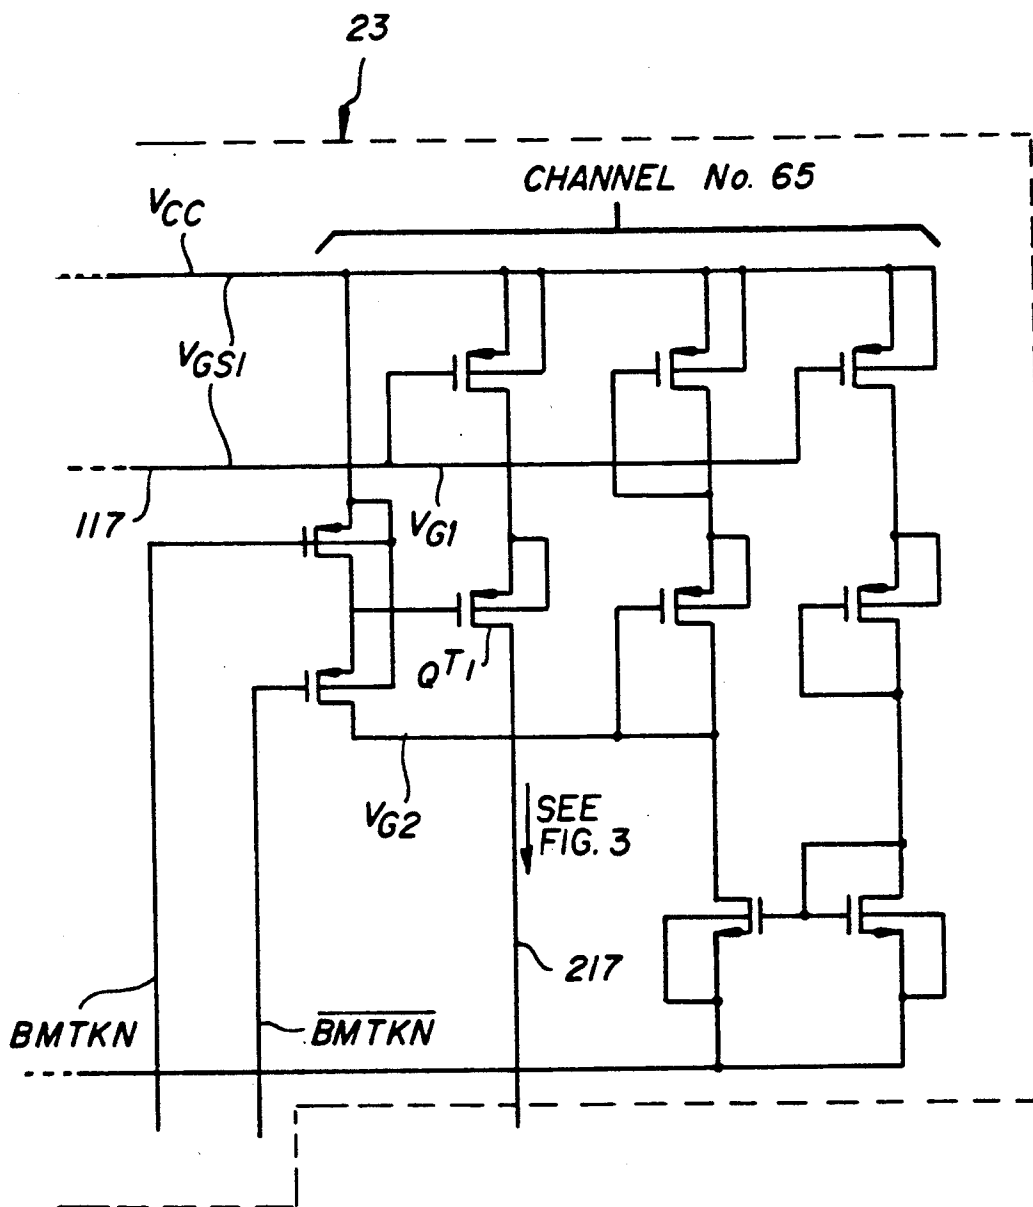 23
CHANNEL No. 65
VCC
VGS1
117
VG1
QT1
VG2
SEE
FIG. 3
217
BMTKN
BMTKN